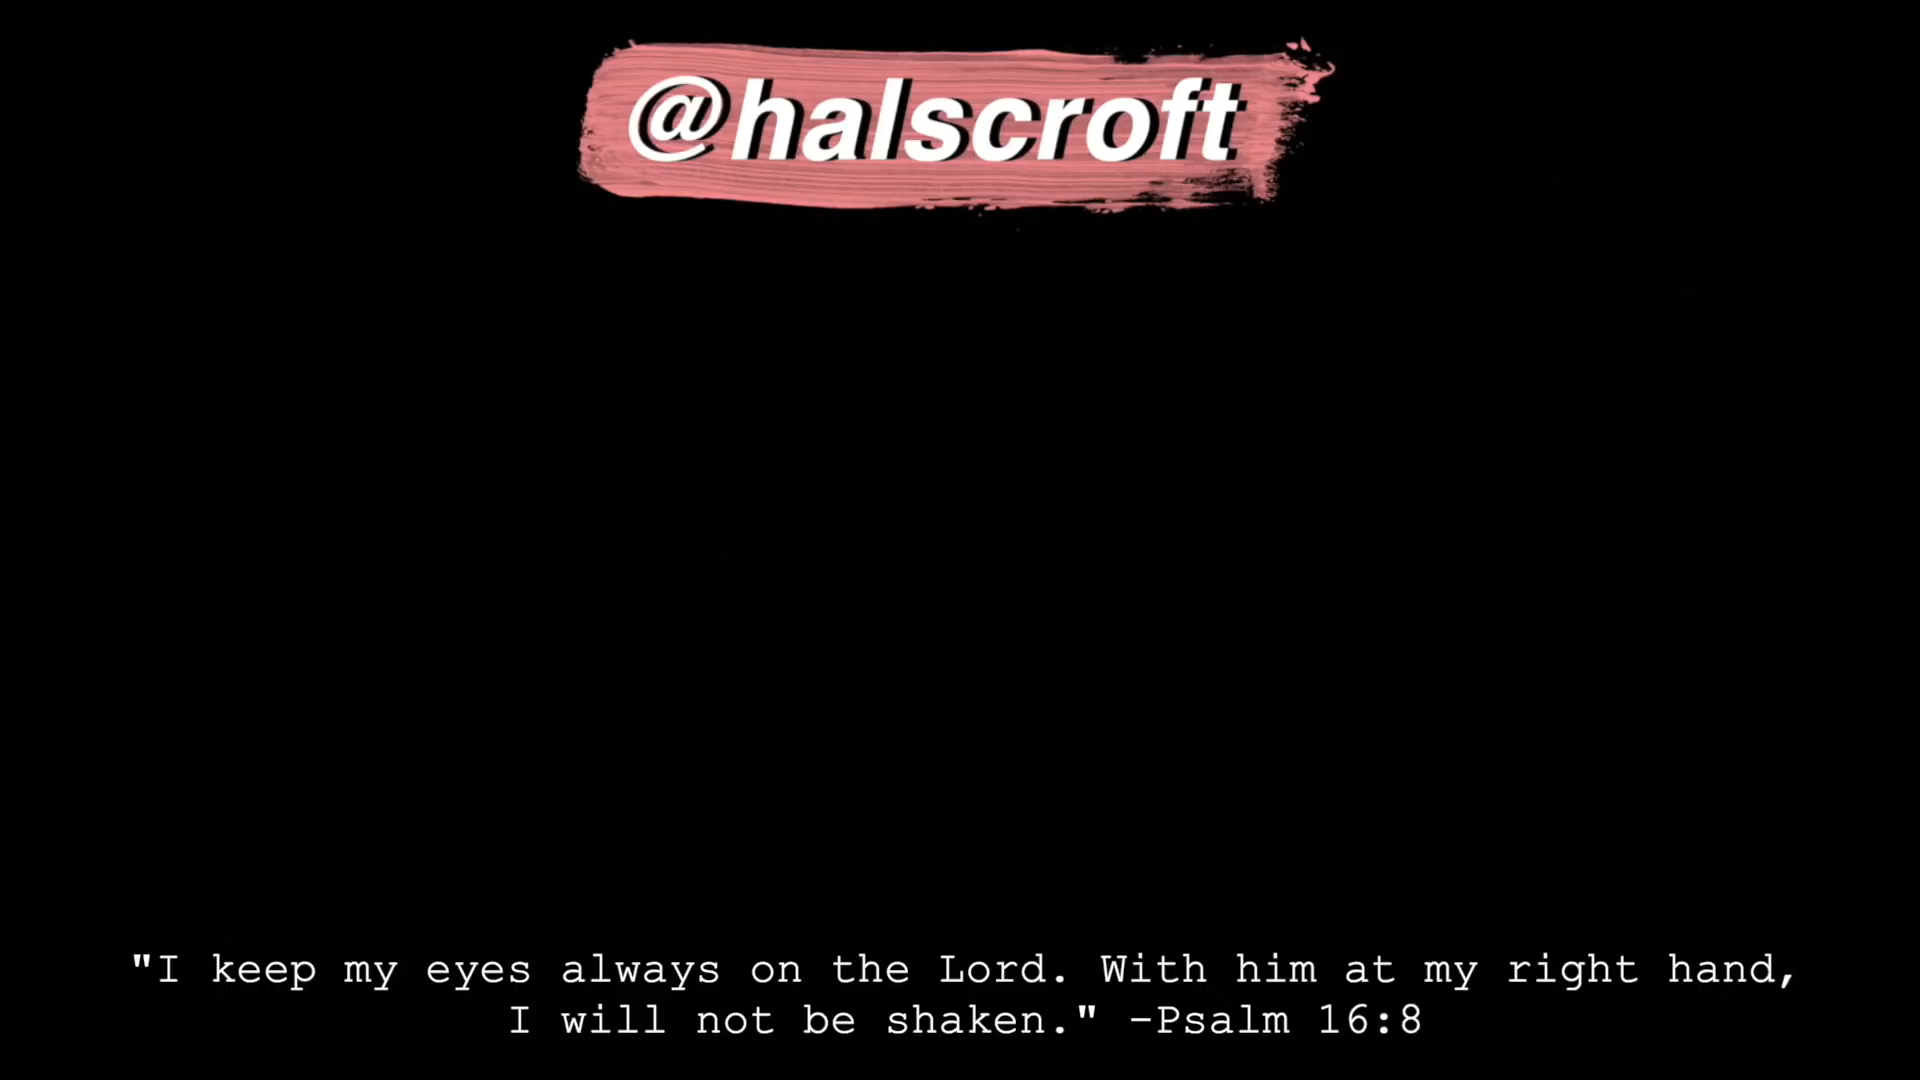 @halscroft
"I keep my eyes always on the Lord. With him at my right hand,
I will not be shaken." -Psalm 16:8